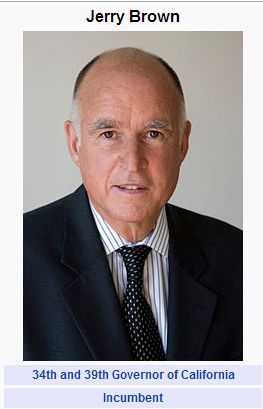 Jerry Brown
34th and 39th Governor of California
Incumbent